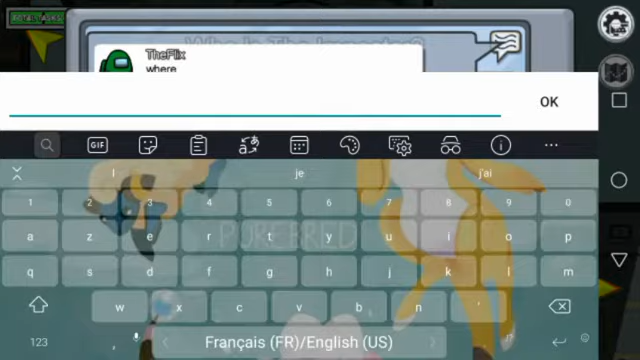 TOTAL TASKS
Who Is The Impostor?
TheFlix
where
OK
GIF
I je j'ai
1 2 3 4 5 6 7 8 9 0
a z e r t y u i o p
q s d f g h j k l m
w x c v b n '
PUREBRED
123 , Français (FR)/English (US) .